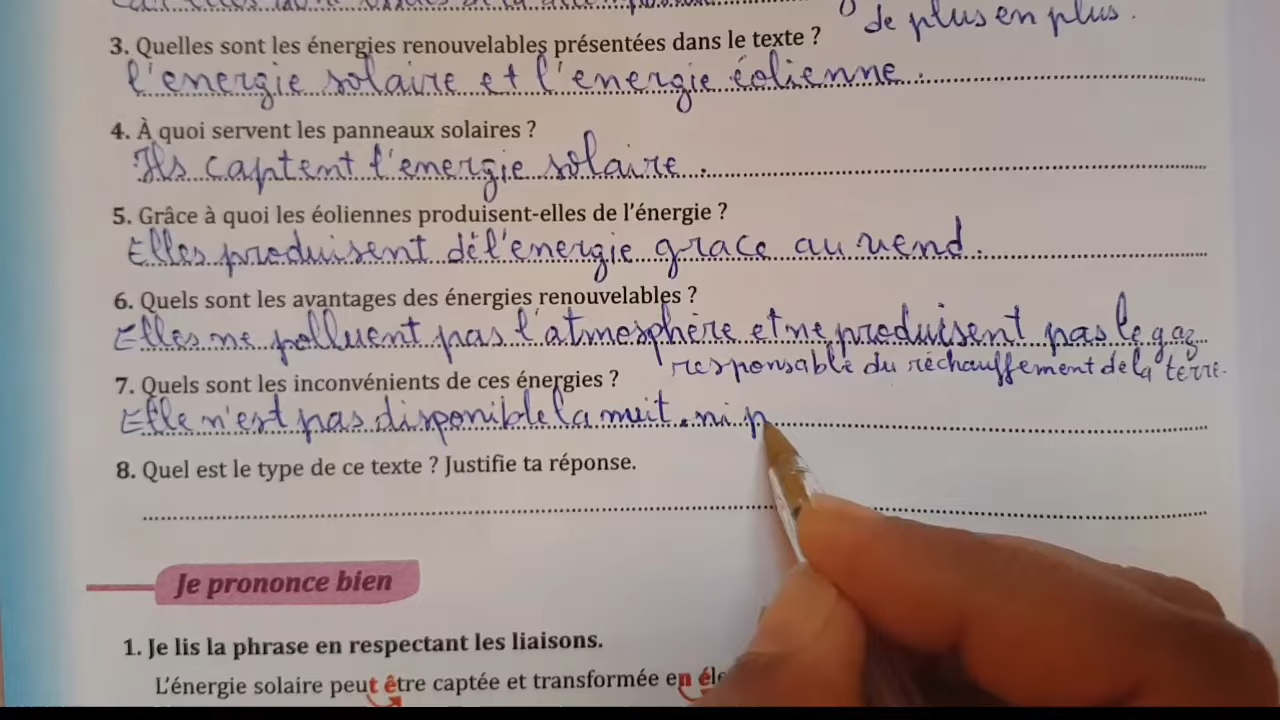 de plus en plus.
3. Quelles sont les énergies renouvelables présentées dans le texte ?
l'energie solaire et l'energie éolienne.
4. À quoi servent les panneaux solaires ?
Ils captent l'energie solaire.
5. Grâce à quoi les éoliennes produisent-elles de l'énergie ?
Elles produisent de l'energie grace au vend.
6. Quels sont les avantages des énergies renouvelables ?
Elles ne polluent pas l'atmosphère et ne produisent pas le gaz
responsable du réchauffement de la terre.
7. Quels sont les inconvénients de ces énergies ?
Elle n'est pas disponible la nuit. ni p
8. Quel est le type de ce texte ? Justifie ta réponse.
Je prononce bien
1. Je lis la phrase en respectant les liaisons.
L'énergie solaire peut être captée et transformée en éle